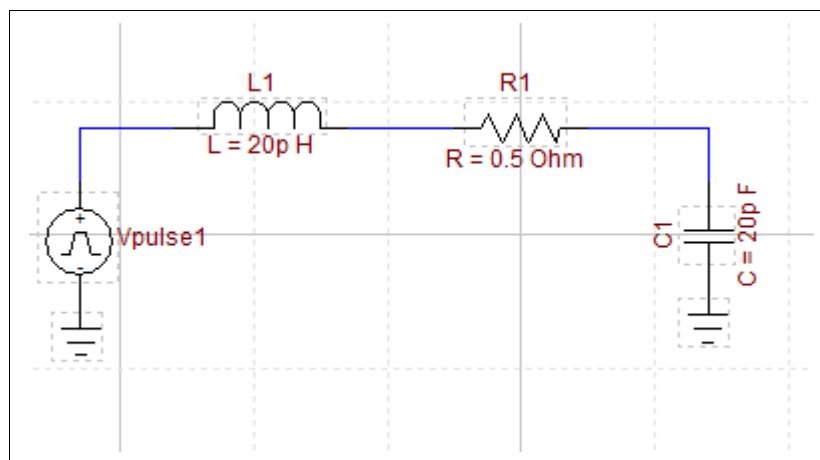 L1
L = 20p H
R1
R = 0.5 Ohm
Vpulse1
C1
C = 20p F